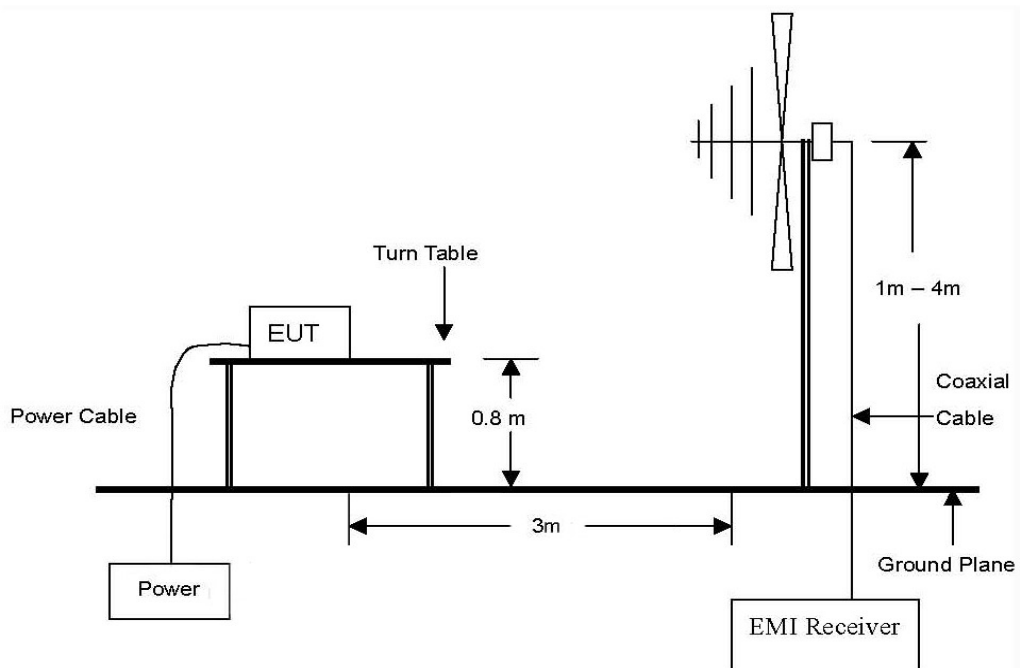 Turn Table
EUT
1m – 4m
Power Cable
0.8 m
Coaxial
Cable
3m
Ground Plane
Power
EMI Receiver